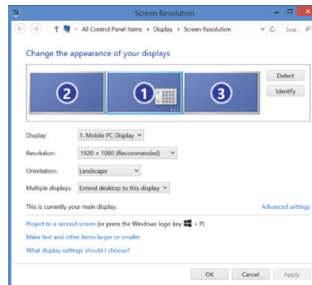 Screen Resolution
All Control Panel Items Display Screen Resolution
Sear...
Change the appearance of your displays
2 1 3
Detect
Identify
Display: 1. Mobile PC Display
Resolution: 1920 × 1080 (Recommended)
Orientation: Landscape
Multiple displays: Extend desktop to this display
This is currently your main display. Advanced settings
Project to a second screen (or press the Windows logo key + P)
Make text and other items larger or smaller
What display settings should I choose?
OK Cancel Apply